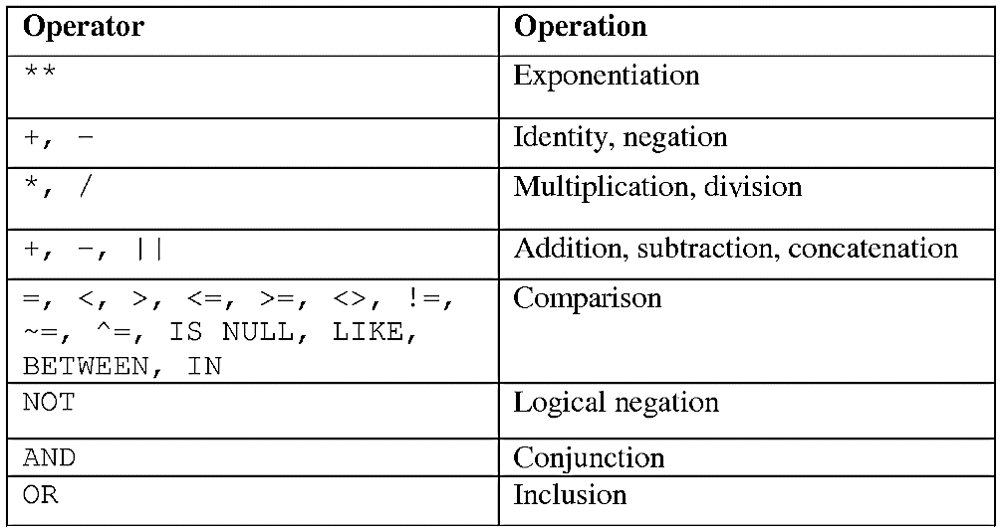 Operator Operation
** Exponentiation
+, - Identity, negation
*, / Multiplication, division
+, -, || Addition, subtraction, concatenation
=, <, >, <=, >=, <>, !=, Comparison
~=, ^=, IS NULL, LIKE,
BETWEEN, IN
NOT Logical negation
AND Conjunction
OR Inclusion